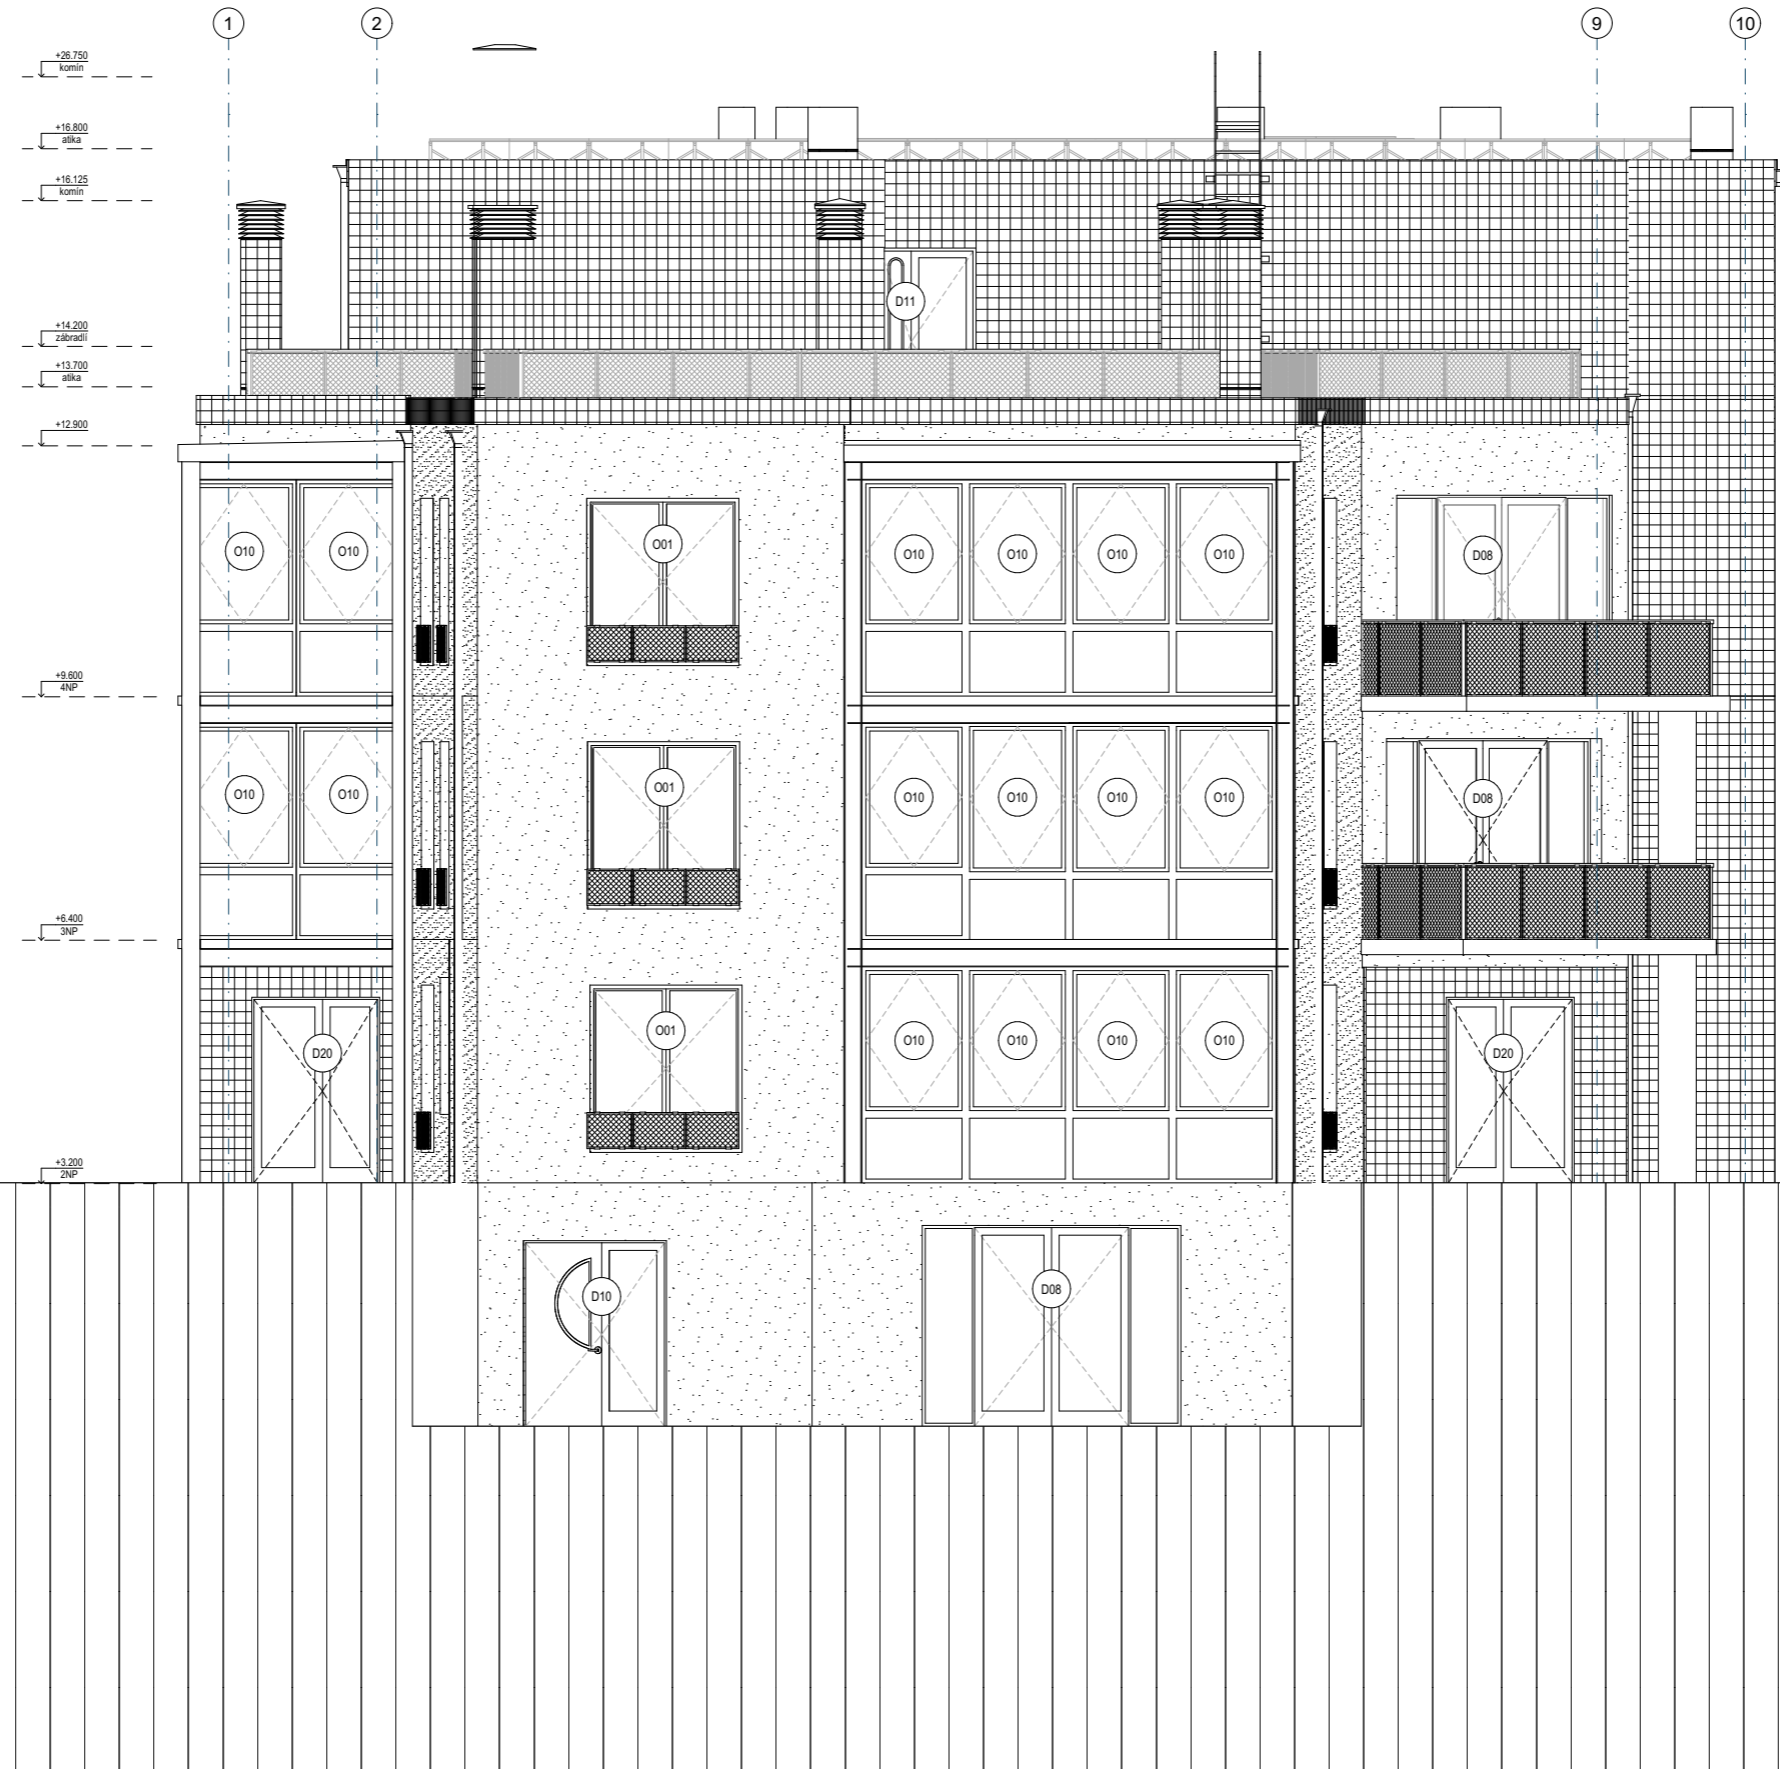 1 2 9 10
+26.750
komín
+16.800
atika
+16.125
komín
D11
+14.200
zábradlí
+13.700
atika
+12.900
O10 O10 O01 O10 O10 O10 O10 D08
+9.600
4NP
O10 O10 O01 O10 O10 O10 O10 D08
+6.400
3NP
D20 O01 O10 O10 O10 O10 D20
+3.200
2NP
D10 D08